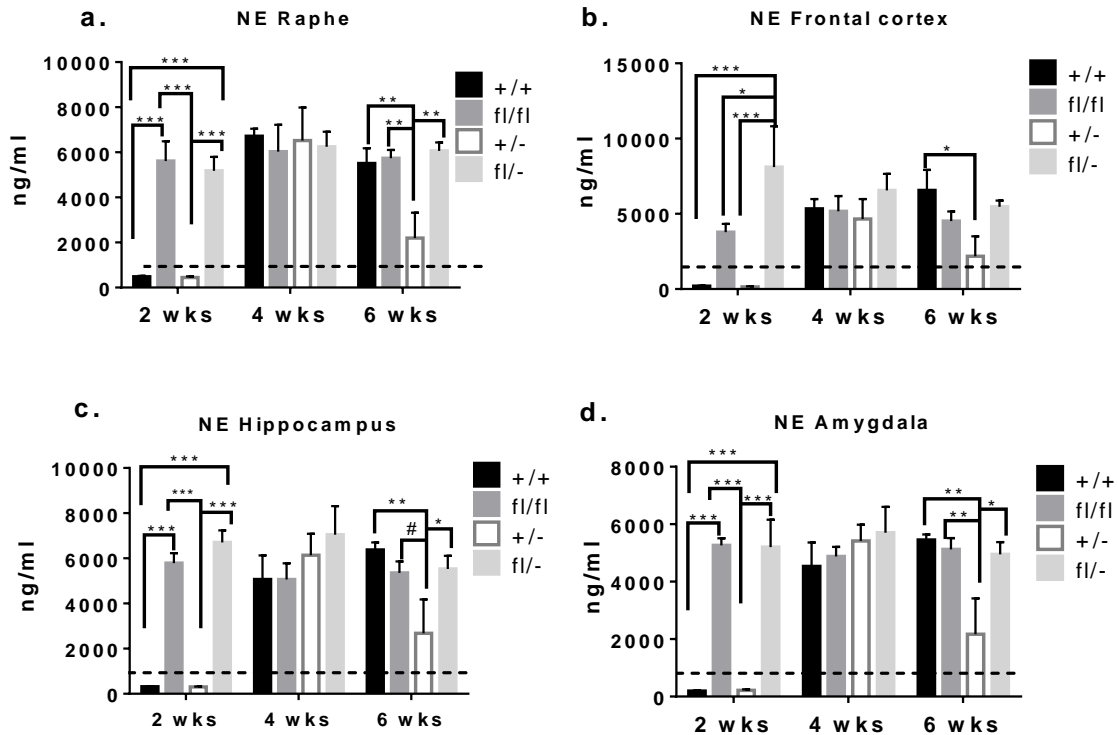 a.
NE Raphe
10000
8000
6000
4000
2000
0
ng/ml
***
***
***
***
**
**
**
2 wks 4 wks 6 wks
+/+
fl/fl
+/-
fl/-
b.
NE Frontal cortex
15000
10000
5000
0
ng/ml
***
*
***
*
2 wks 4 wks 6 wks
+/+
fl/fl
+/-
fl/-
c.
NE Hippocampus
10000
8000
6000
4000
2000
0
ng/ml
***
***
***
***
**
#
*
2 wks 4 wks 6 wks
+/+
fl/fl
+/-
fl/-
d.
NE Amygdala
8000
6000
4000
2000
0
ng/ml
***
***
***
***
**
**
*
2 wks 4 wks 6 wks
+/+
fl/fl
+/-
fl/-